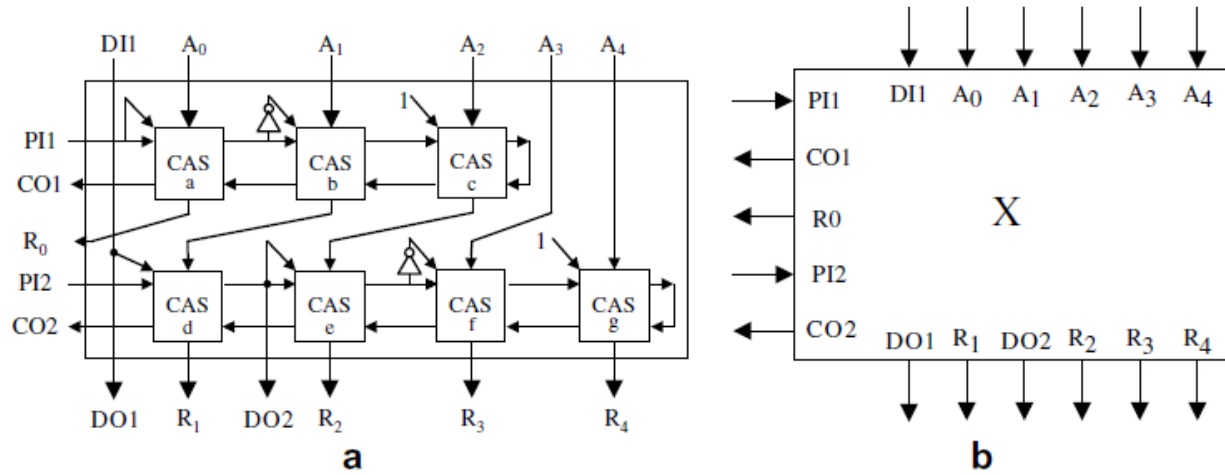 DI1 A₀ A₁ A₂ A₃ A₄
1
PI1 CAS a CAS b CAS c
CO1
R₀
1
PI2 CAS d CAS e CAS f CAS g
CO2
DO1 R₁ DO2 R₂ R₃ R₄
a
DI1 A₀ A₁ A₂ A₃ A₄
PI1
CO1
R0 X
PI2
CO2
DO1 R₁ DO2 R₂ R₃ R₄
b